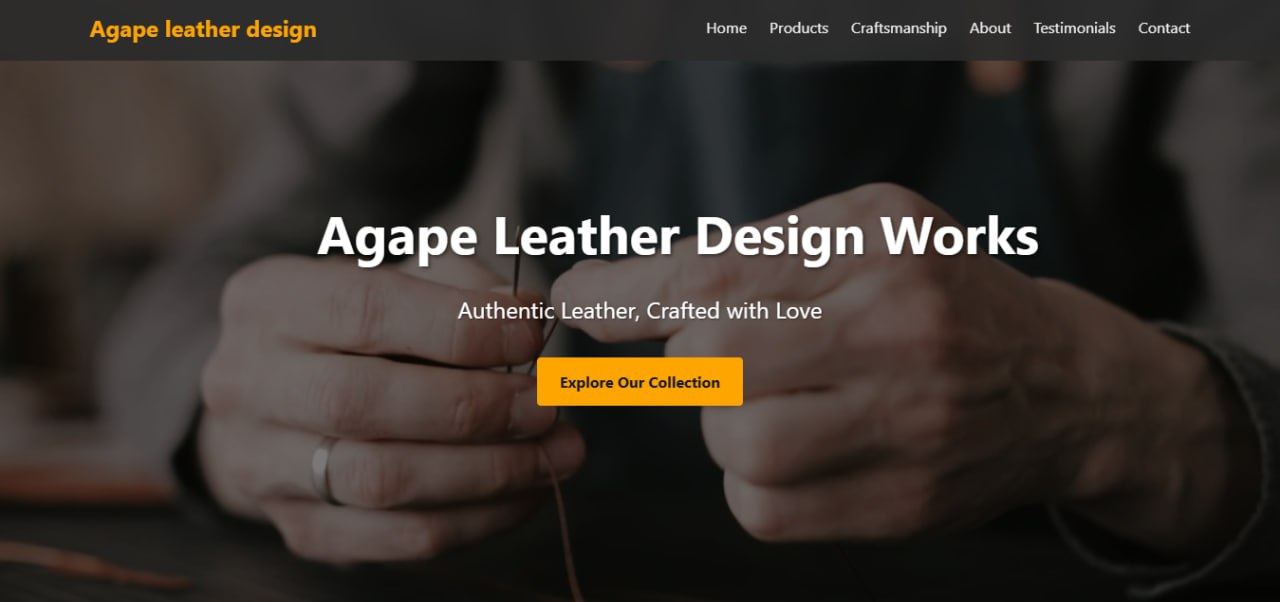 Agape leather design
Home Products Craftsmanship About Testimonials Contact
Agape Leather Design Works
Authentic Leather, Crafted with Love
Explore Our Collection